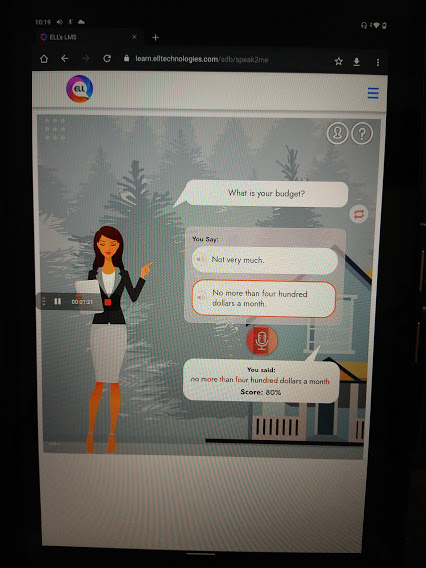 10:19
ELL's LMS
learn.elltechnologies.com/sdb/speak2me
ELL
?
What is your budget?
You Say:
Not very much.
No more than four hundred
dollars a month.
00:01:21
You said:
no more than four hundred dollars a month
Score: 80%